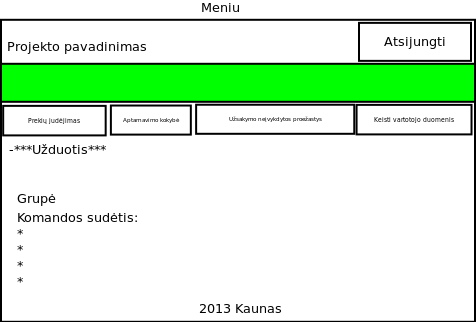 Meniu
Projekto pavadinimas
Atsijungti
Prekių judėjimas
Aptarnavimo kokybė
Užsakymo neįvykdytos proežastys
Keisti vartotojo duomenis
-***Užduotis***
Grupė
Komandos sudėtis:
*
*
*
*
2013 Kaunas